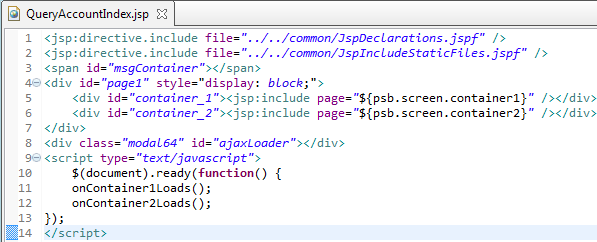 QueryAccountIndex.jsp
1 <jsp:directive.include file="../../common/JspDeclarations.jspf" />
2 <jsp:directive.include file="../../common/JspIncludeStaticFiles.jspf" />
3 <span id="msgContainer"></span>
4 <div id="page1" style="display: block;">
5 <div id="container_1"><jsp:include page="${psb.screen.container1}" /></div>
6 <div id="container_2"><jsp:include page="${psb.screen.container2}" /></div>
7 </div>
8 <div class="modal64" id="ajaxLoader"></div>
9 <script type="text/javascript">
10 $(document).ready(function() {
11 onContainer1Loads();
12 onContainer2Loads();
13 });
14 </script>